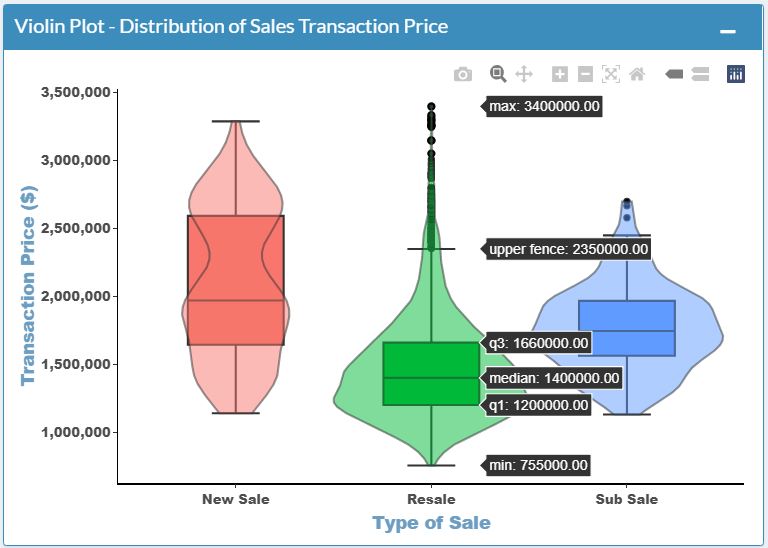 Violin Plot - Distribution of Sales Transaction Price
3,500,000
max: 3400000.00
3,000,000
2,500,000
upper fence: 2350000.00
2,000,000
q3: 1660000.00
1,500,000
median: 1400000.00
q1: 1200000.00
1,000,000
min: 755000.00
Transaction Price ($)
New Sale
Resale
Sub Sale
Type of Sale